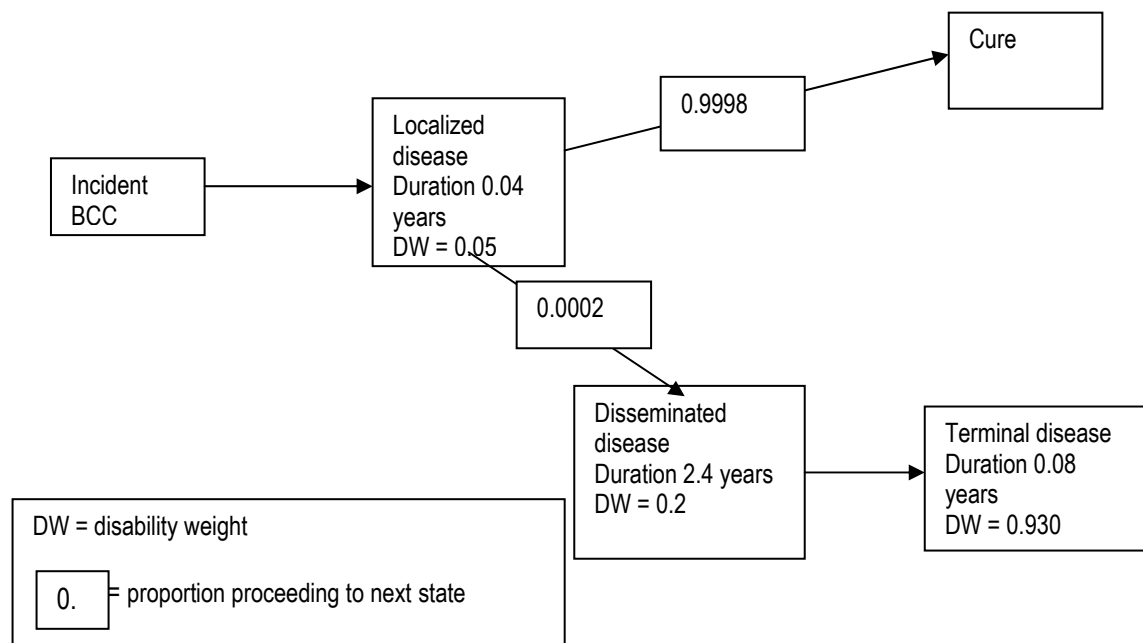 Cure
0.9998
Localized
disease
Duration 0.04
years
DW = 0.05
Incident
BCC
0.0002
Disseminated
disease
Duration 2.4 years
DW = 0.2
Terminal disease
Duration 0.08
years
DW = 0.930
DW = disability weight
0. = proportion proceeding to next state